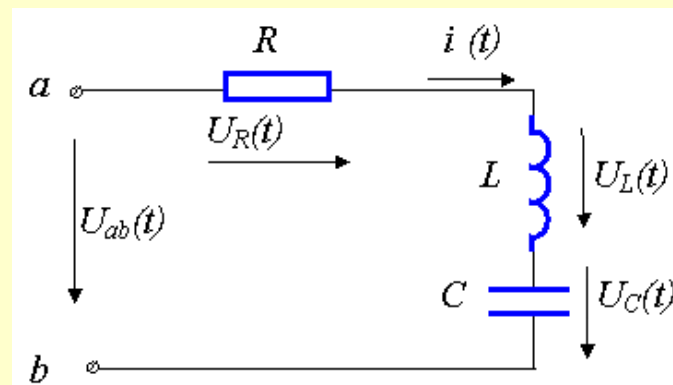 R
i (t)
a
U_R(t)
L
U_L(t)
U_ab(t)
C
U_C(t)
b